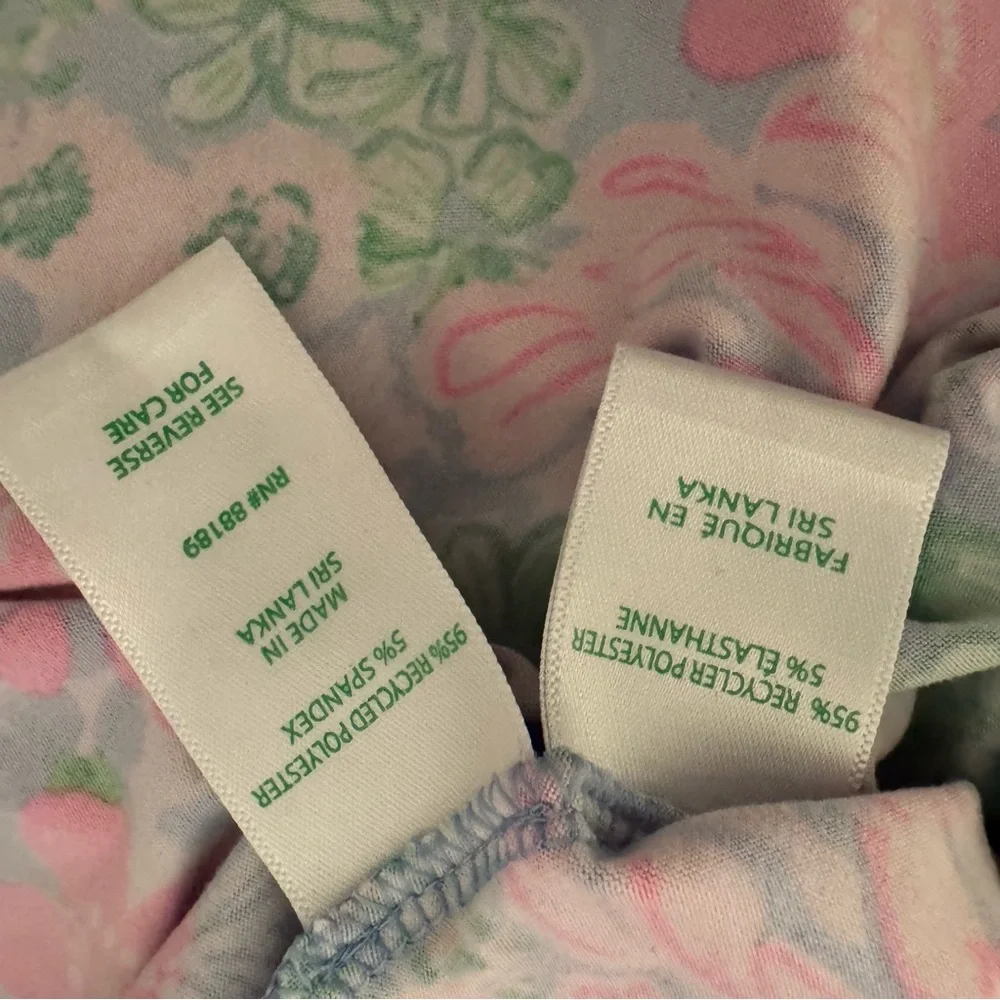 95% RECYCLED POLYESTER
5% SPANDEX
MADE IN
SRI LANKA
RN# 88189
SEE REVERSE
FOR CARE
95% RECYCLER POLYESTER
5% ÉLASTHANNE
FABRIQUÉ EN
SRI LANKA